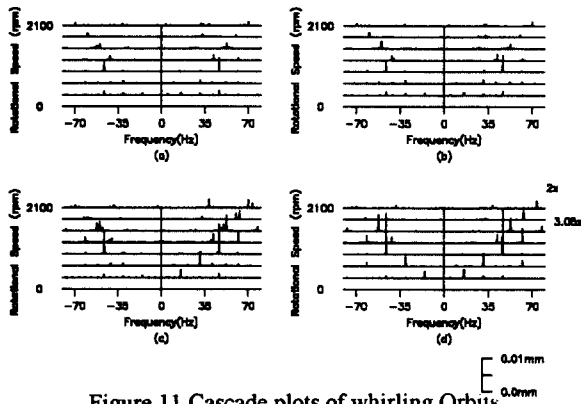 Rotational Speed (rpm)
2100
0
-70 -35 0 35 70
Frequency(Hz)
(a)
Rotational Speed (rpm)
2100
0
-70 -35 0 35 70
Frequency(Hz)
(b)
Rotational Speed (rpm)
2100
0
-70 -35 0 35 70
Frequency(Hz)
(c)
Rotational Speed (rpm)
2100
0
-70 -35 0 35 70
Frequency(Hz)
(d)
2x
3.08x
0.01mm
0.0mm
Figure 11 Cascade plots of whirling Orbits